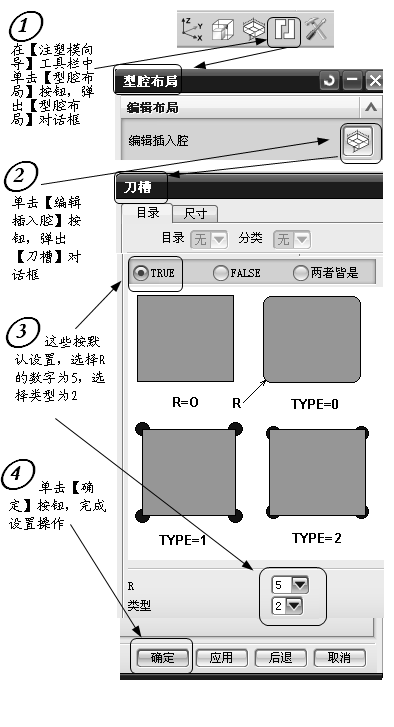 1
在【注塑模向
导】工具栏中
单击【型腔布
局】按钮，弹
出【型腔布
局】对话框
Z
Y
X
型腔布局
编辑布局
编辑插入腔
2
单击【编辑
插入腔】按
钮，弹出
【刀槽】对
话框
刀槽
目录 尺寸
目录 无 分类 无
TRUE FALSE 两者皆是
3
这些按默
认设置，选择R
的数字为5，选
择类型为2
R=0 R TYPE=0
TYPE=1 TYPE=2
4
单击【确
定】按钮，完成
设置操作
R 5
类型 2
确定 应用 后退 取消